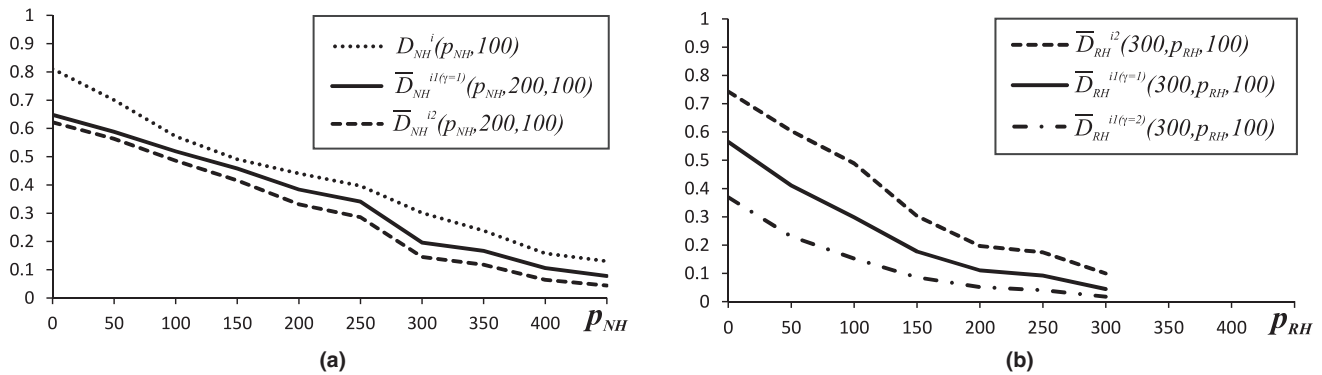 1
0.9
0.8
0.7
0.6
0.5
0.4
0.3
0.2
0.1
0
0 50 100 150 200 250 300 350 400 p_NH
D_NH^i(p_NH,100)
D̅_NH^i1(γ=1)(p_NH,200,100)
D̅_NH^i2(p_NH,200,100)
(a)
1
0.9
0.8
0.7
0.6
0.5
0.4
0.3
0.2
0.1
0
0 50 100 150 200 250 300 350 400 p_RH
D̅_RH^i2(300,p_RH,100)
D̅_RH^i1(γ=1)(300,p_RH,100)
D̅_RH^i1(γ=2)(300,p_RH,100)
(b)